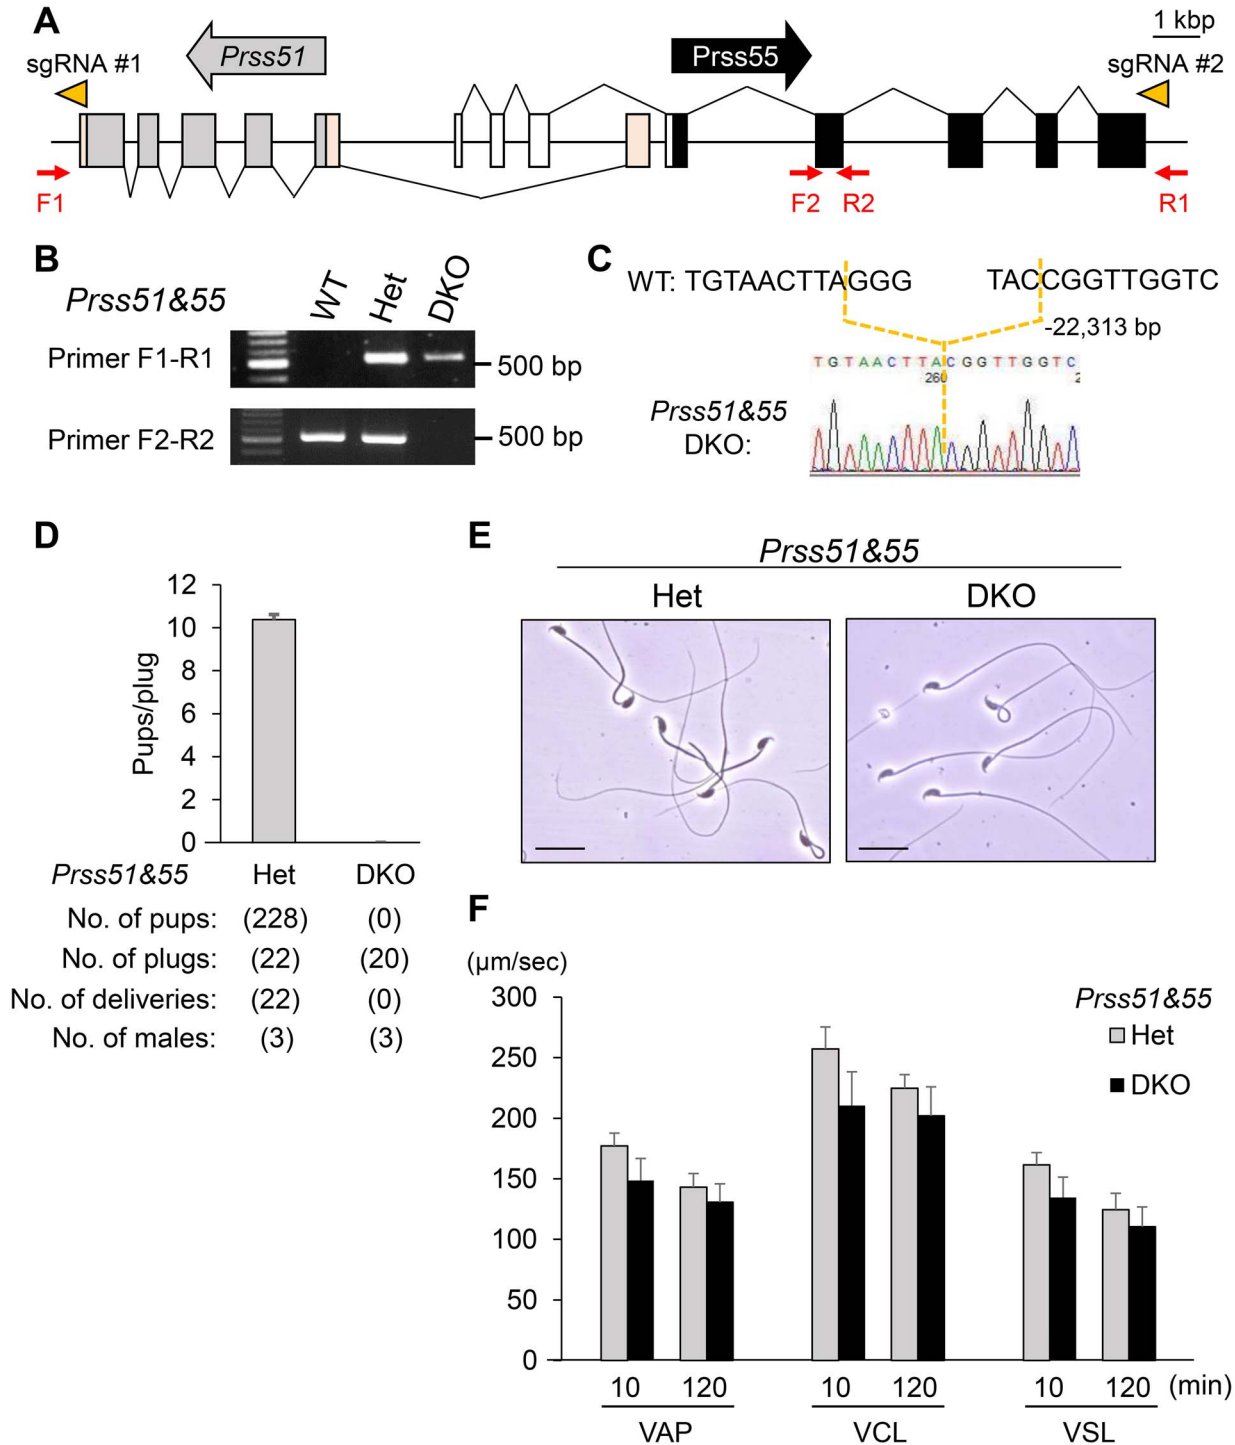 A
1 kbp
Prss51
Prss55
sgRNA #1
sgRNA #2
F1
F2
R2
R1
B
Prss51&55
WT
Het
DKO
Primer F1-R1
500 bp
Primer F2-R2
500 bp
C
WT: TGTAACTTAGGG TACCGGTTGGTC
-22,313 bp
TGTAACTTACGGTTGGTC
260
2
Prss51&55
DKO:
D
Pups/plug
12
10
8
6
4
2
0
Prss51&55 Het DKO
No. of pups: (228) (0)
No. of plugs: (22) (20)
No. of deliveries: (22) (0)
No. of males: (3) (3)
E
Prss51&55
Het DKO
F
(µm/sec)
300
250
200
150
100
50
0
Prss51&55
Het
DKO
10 120 10 120 10 120 (min)
VAP VCL VSL